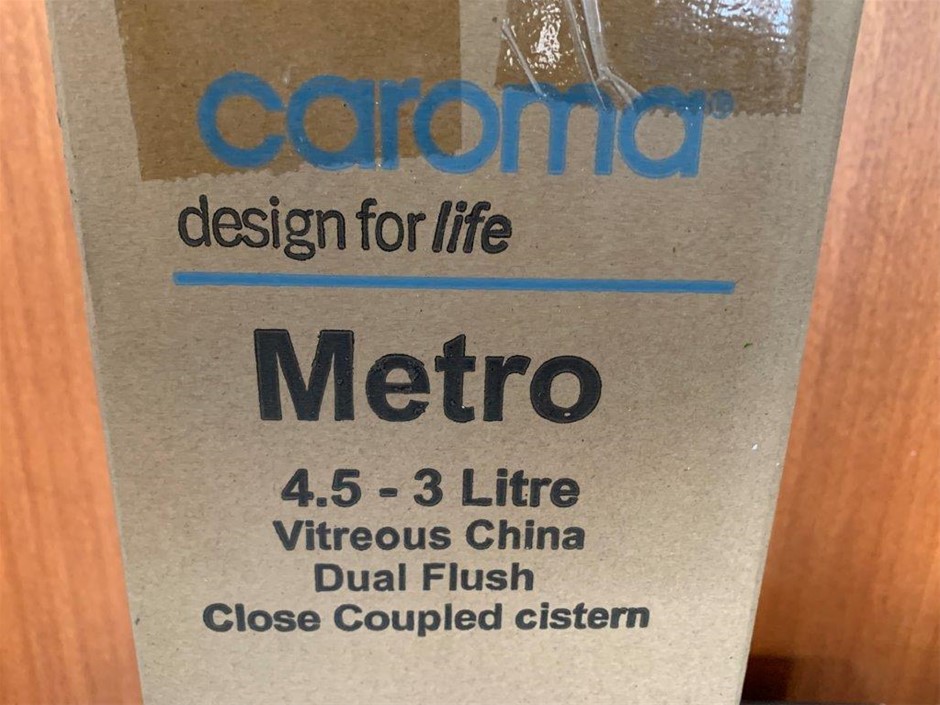 caroma®
design for life
Metro
4.5 - 3 Litre
Vitreous China
Dual Flush
Close Coupled cistern